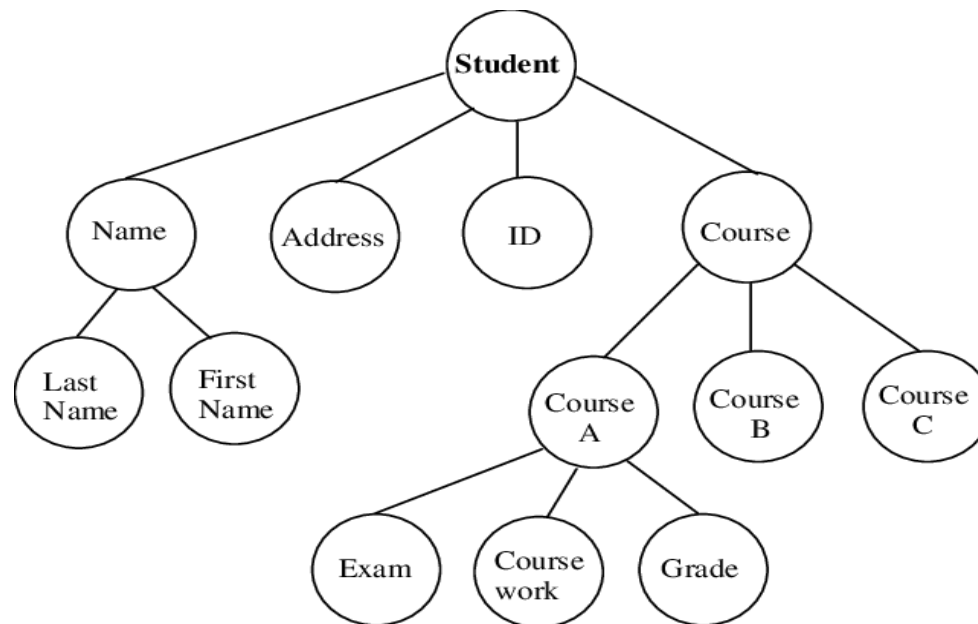 Student
Name
Address
ID
Course
Last
Name
First
Name
Course
A
Course
B
Course
C
Exam
Course
work
Grade